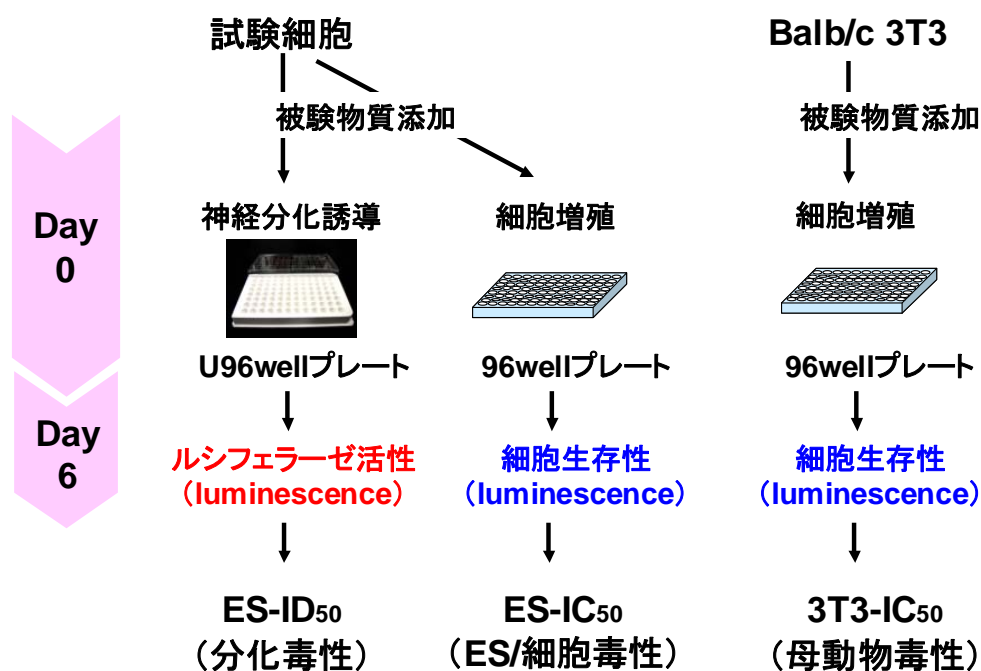 試験細胞
Balb/c 3T3
被験物質添加
被験物質添加
Day
0
神経分化誘導
細胞増殖
細胞増殖
U96wellプレート
96wellプレート
96wellプレート
Day
6
ルシフェラーゼ活性
（luminescence）
細胞生存性
（luminescence）
細胞生存性
（luminescence）
ES-ID50
（分化毒性）
ES-IC50
（ES/細胞毒性）
3T3-IC50
（母動物毒性）